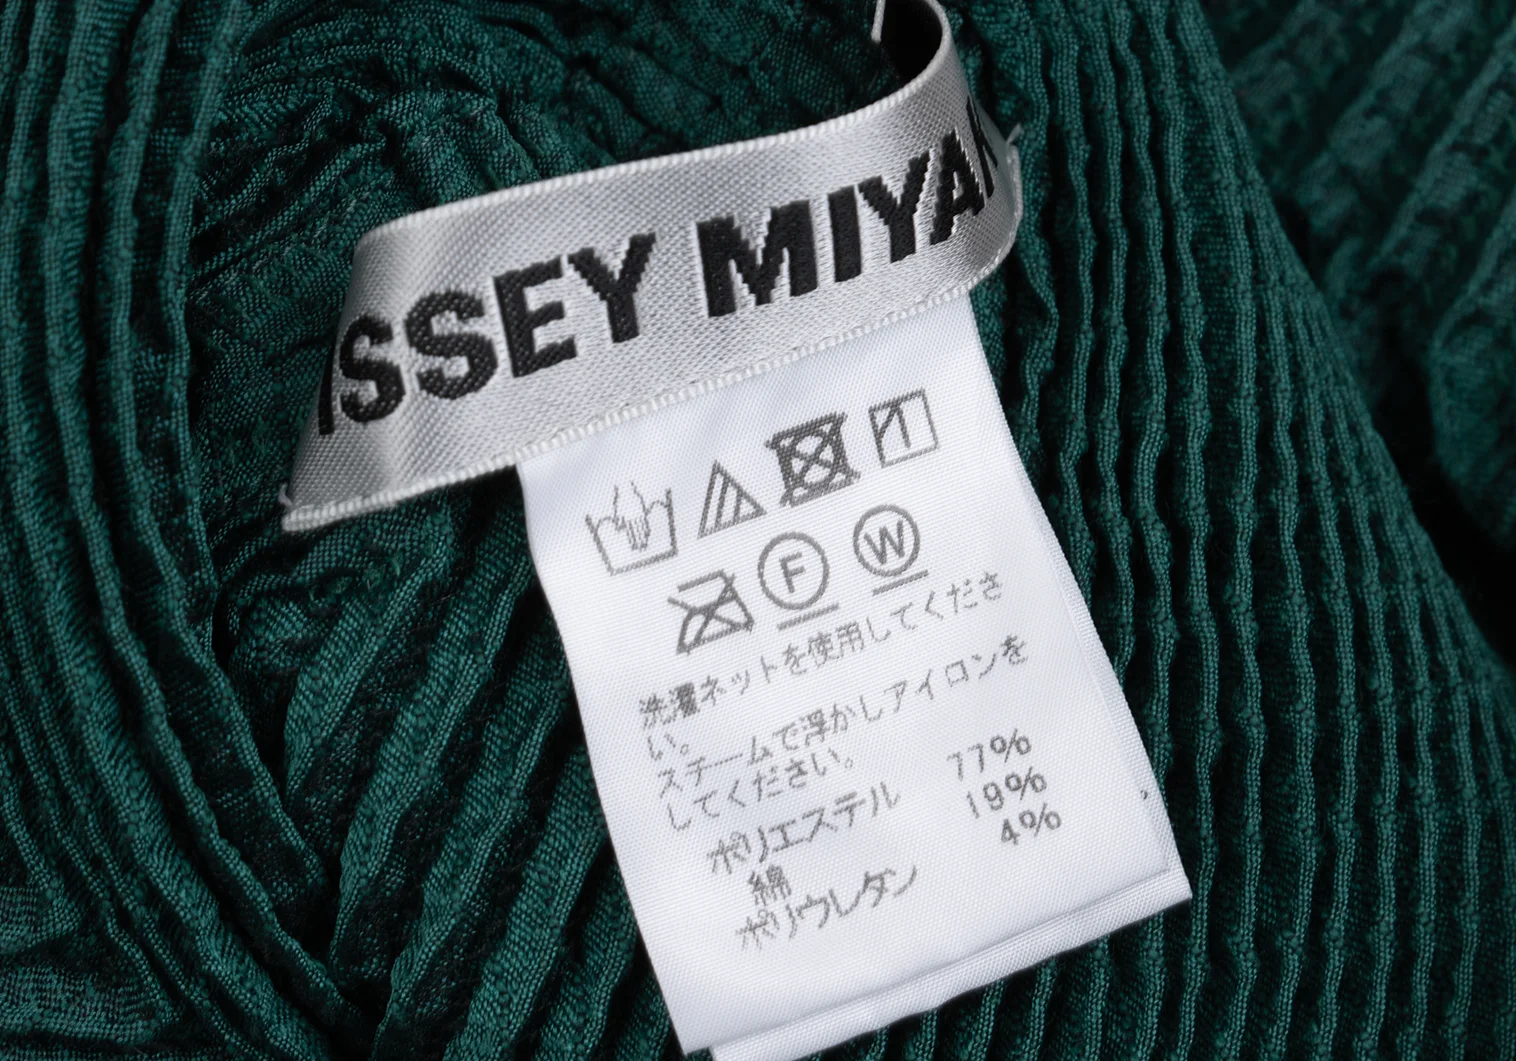 ISSEY MIYAK
F W
洗濯ネットを使用してくださ
い。
スチームで浮かしアイロンを
してください。
ポリエステル 77%
綿 19%
ポリウレタン 4%